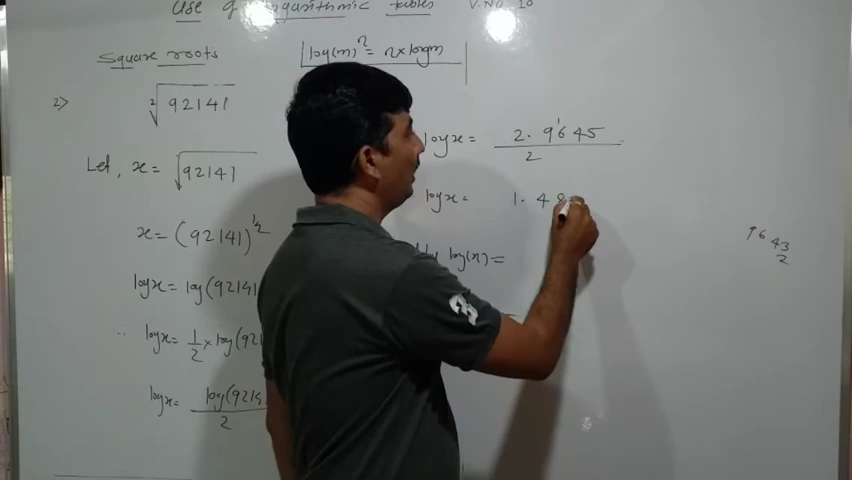 Use of Logarithmic tables V.No. 10
Square roots
log(m)ⁿ = n × logm
2) ²√92141
Let, x = √92141
x = (92141)^½
logx = log(92141
∴ logx = ½ × log(921
logx = log(9214
2
logx = 2.9645
2
logx = 1.48
log(x) =
9643
2